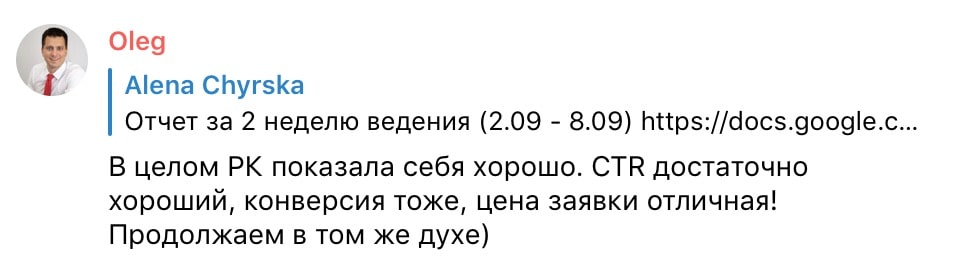 Oleg
Alena Chyrska
Отчет за 2 неделю ведения (2.09 - 8.09) https://docs.google.c...
В целом РК показала себя хорошо. CTR достаточно
хороший, конверсия тоже, цена заявки отличная!
Продолжаем в том же духе)